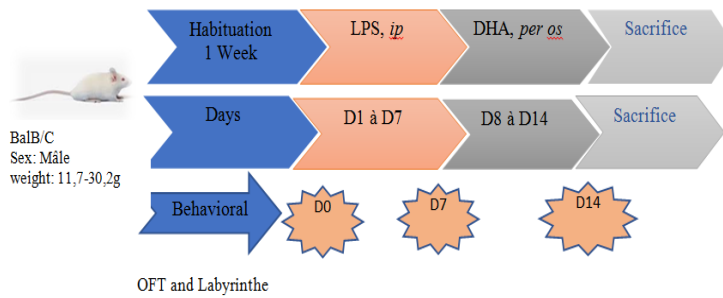 Habituation
1 Week
LPS, ip
DHA, per os
Sacrifice
Days
D1 à D7
D8 à D14
Sacrifice
BalB/C
Sex: Mâle
weight: 11,7-30,2g
Behavioral
D0
D7
D14
OFT and Labyrinthe